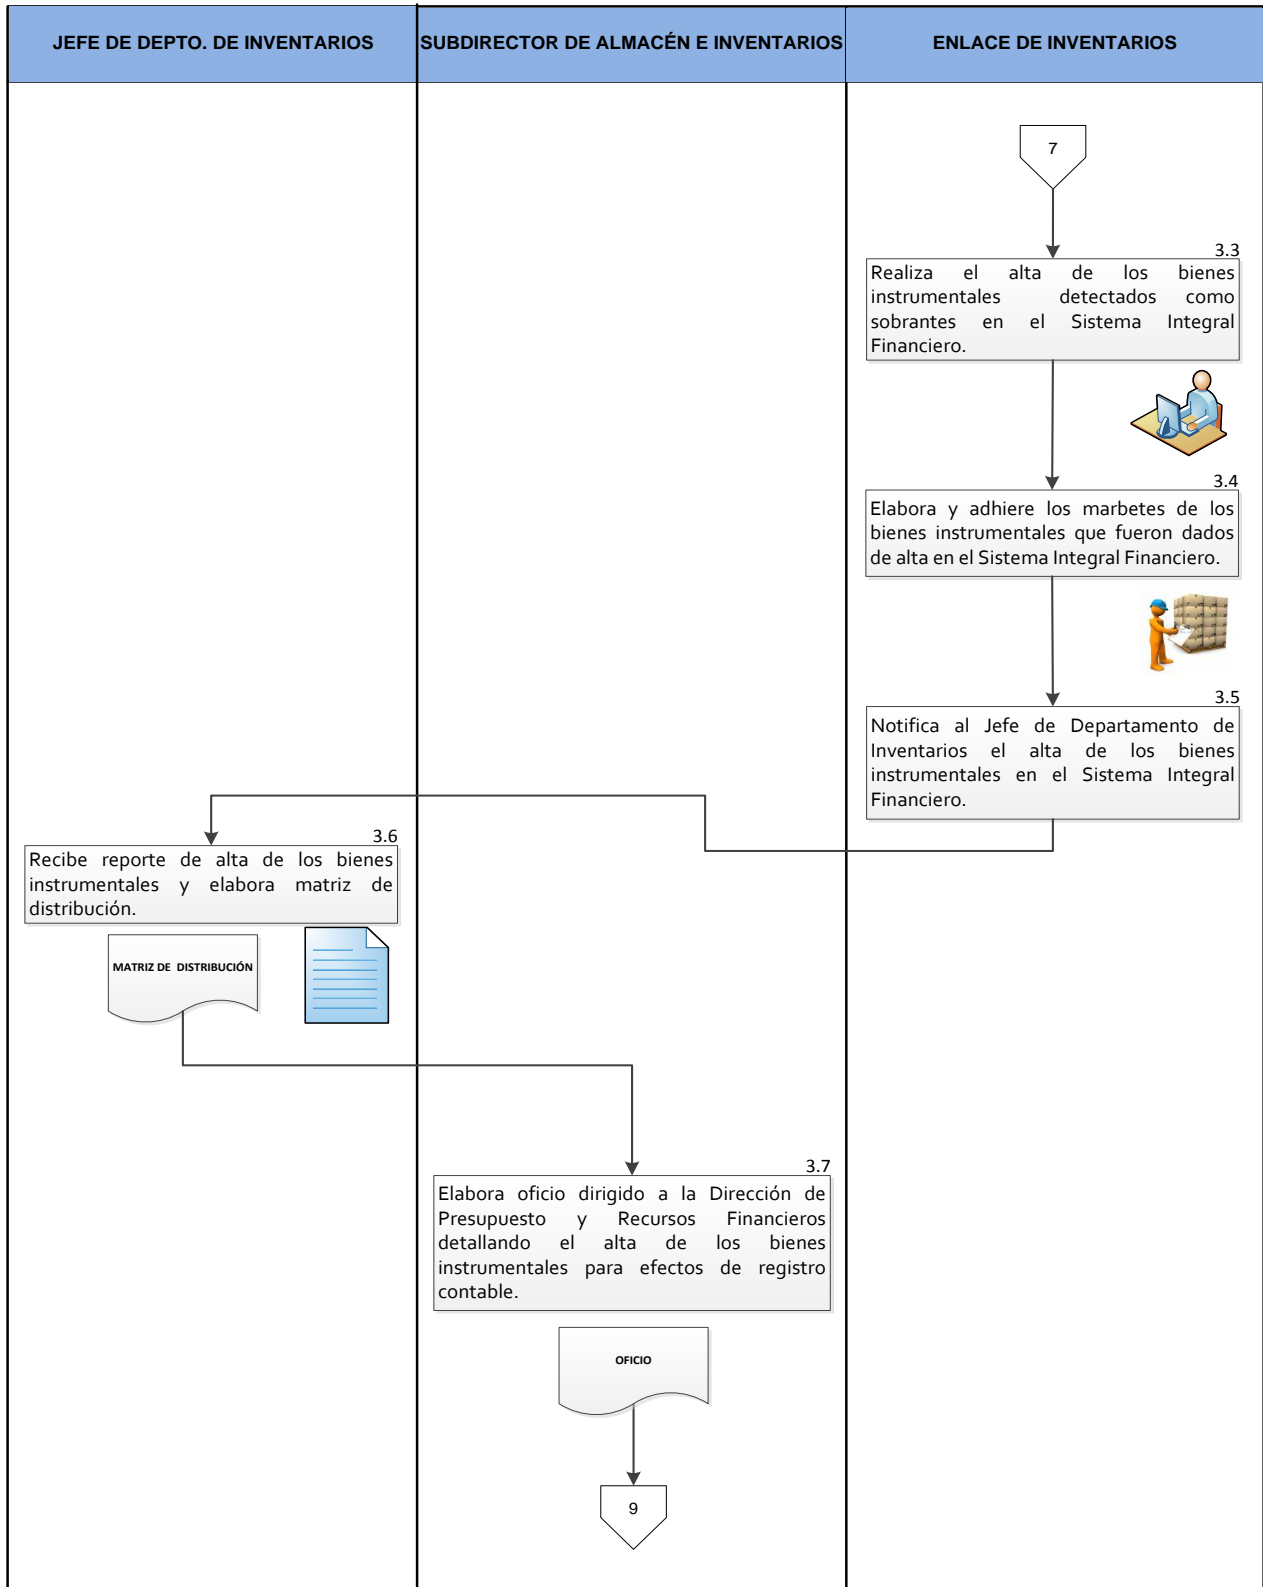 JEFE DE DEPTO. DE INVENTARIOS
SUBDIRECTOR DE ALMACÉN E INVENTARIOS
ENLACE DE INVENTARIOS
7
3.3
Realiza el alta de los bienes
instrumentales detectados como
sobrantes en el Sistema Integral
Financiero.
3.4
Elabora y adhiere los marbetes de los
bienes instrumentales que fueron dados
de alta en el Sistema Integral Financiero.
3.5
Notifica al Jefe de Departamento de
Inventarios el alta de los bienes
instrumentales en el Sistema Integral
Financiero.
3.6
Recibe reporte de alta de los bienes
instrumentales y elabora matriz de
distribución.
MATRIZ DE DISTRIBUCIÓN
3.7
Elabora oficio dirigido a la Dirección de
Presupuesto y Recursos Financieros
detallando el alta de los bienes
instrumentales para efectos de registro
contable.
OFICIO
9